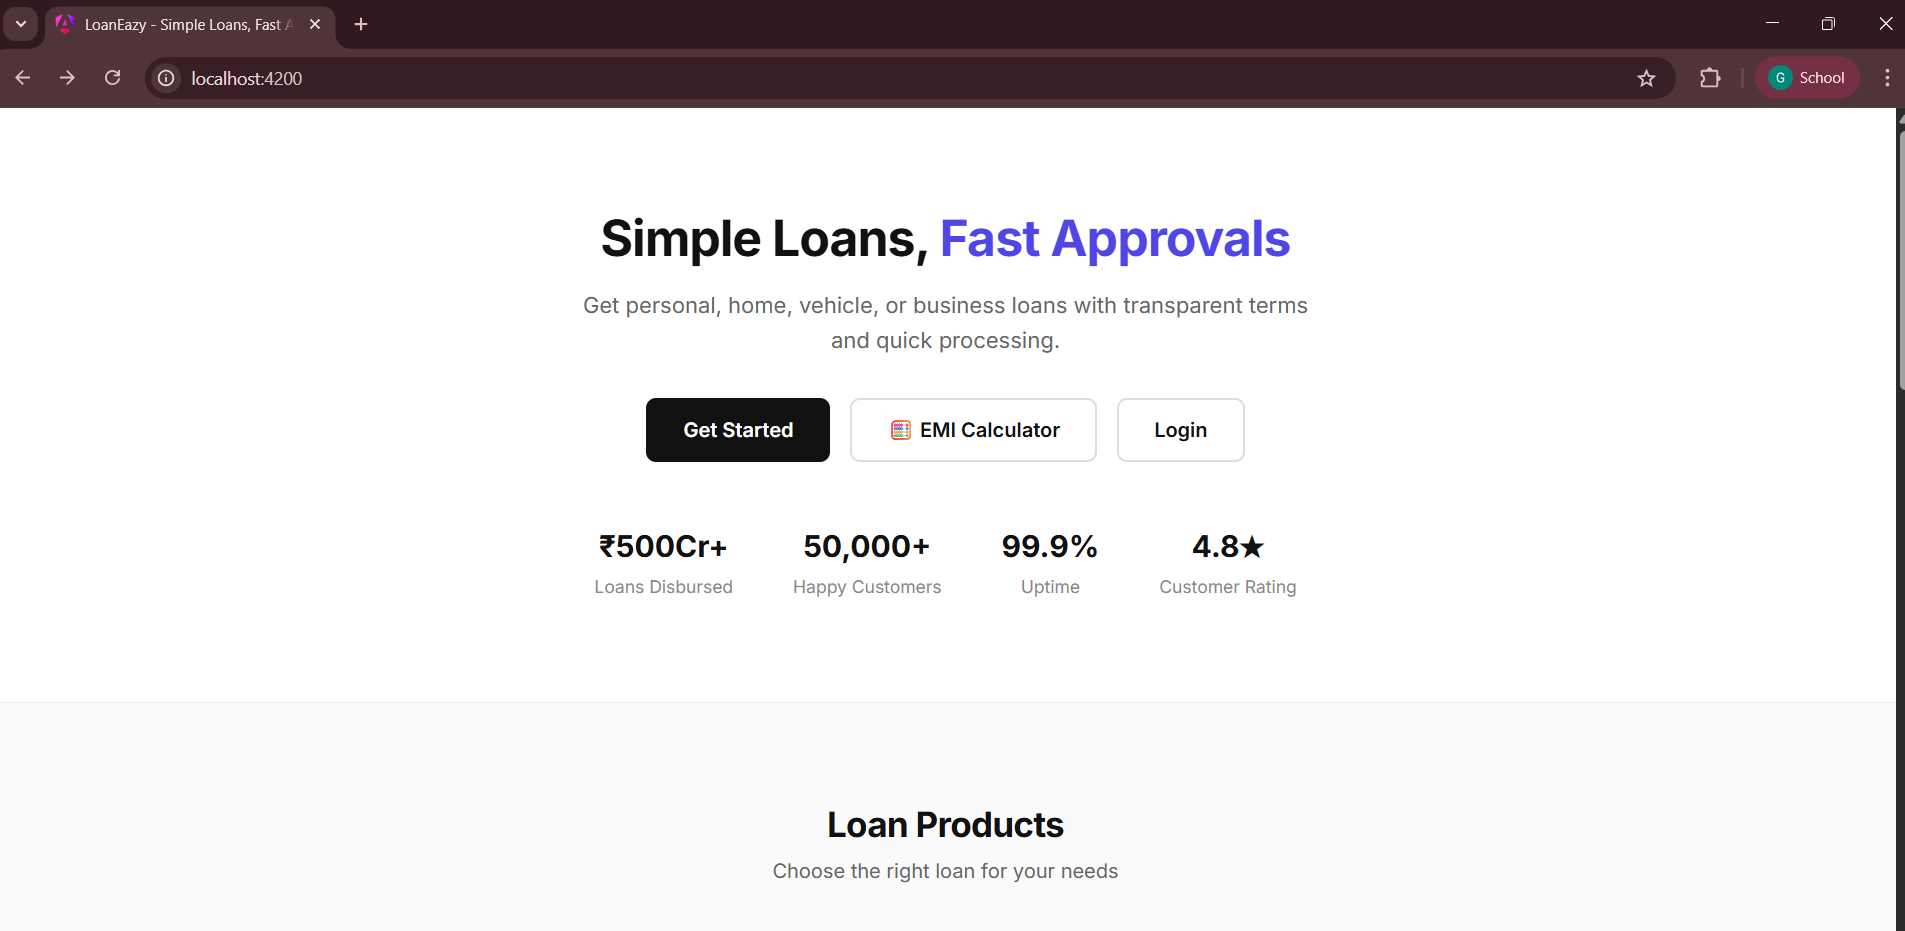 LoanEazy - Simple Loans, Fast A
localhost:4200
G School
Simple Loans, Fast Approvals
Get personal, home, vehicle, or business loans with transparent terms
and quick processing.
Get Started
EMI Calculator
Login
₹500Cr+
Loans Disbursed
50,000+
Happy Customers
99.9%
Uptime
4.8★
Customer Rating
Loan Products
Choose the right loan for your needs